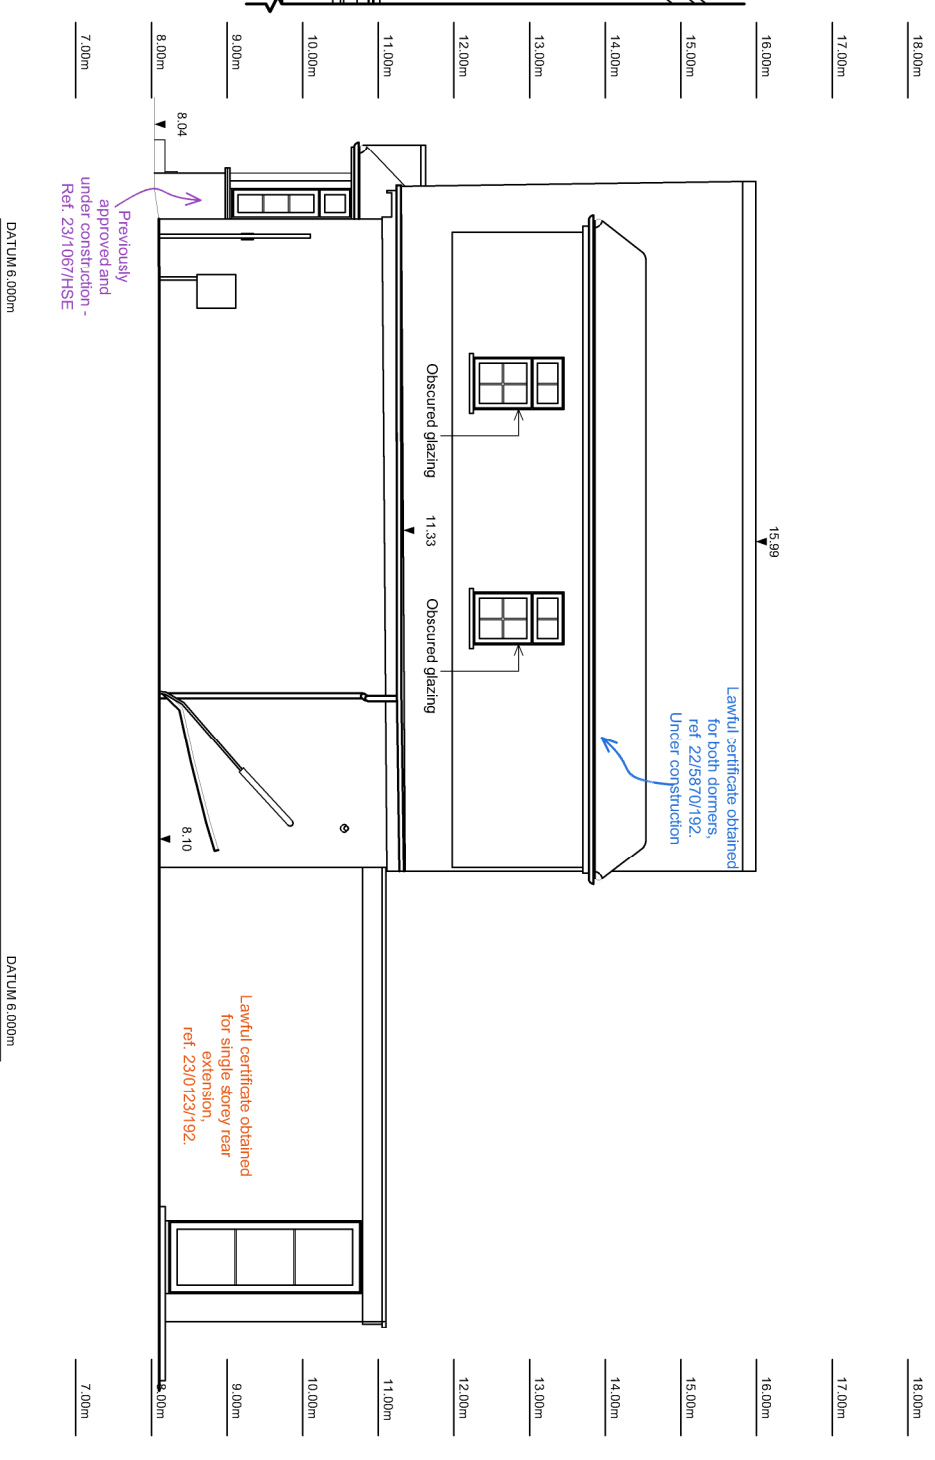 18.00m
17.00m
16.00m
15.00m
14.00m
13.00m
12.00m
11.00m
10.00m
9.00m
8.00m
7.00m
15.99
Lawful certificate obtained
for both dormers,
ref. 22/5870/192.
Under construction
Obscured glazing
Obscured glazing
11.33
8.04
8.10
Previously
approved and
under construction -
Ref. 23/1067/HSE
Lawful certificate obtained
for single storey rear
extension,
ref. 23/0123/192.
18.00m
17.00m
16.00m
15.00m
14.00m
13.00m
12.00m
11.00m
10.00m
9.00m
8.00m
7.00m
DATUM 6.000m
DATUM 6.000m